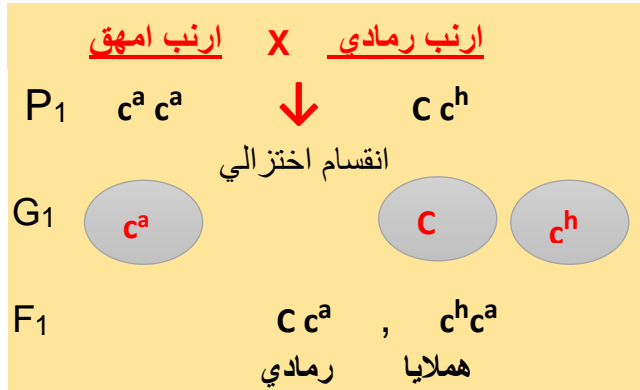 ارنب رمادي X ارنب امهق
P₁ cᵃ cᵃ ↓ C cʰ
انقسام اختزالي
G₁ cᵃ C cʰ
F₁ C cᵃ , cʰcᵃ
رمادي هملايا